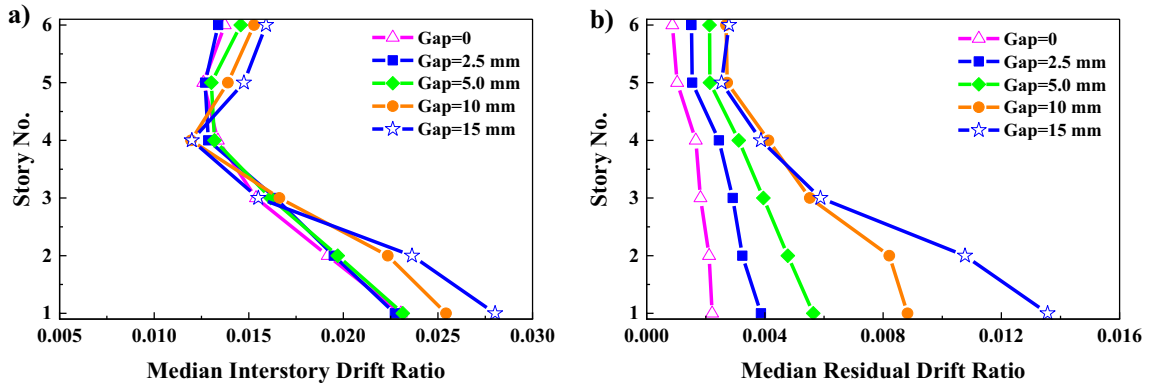 a)
6
5
4
3
2
1
Story No.
Gap=0
Gap=2.5 mm
Gap=5.0 mm
Gap=10 mm
Gap=15 mm
0.005 0.010 0.015 0.020 0.025 0.030
Median Interstory Drift Ratio
b)
6
5
4
3
2
1
Story No.
Gap=0
Gap=2.5 mm
Gap=5.0 mm
Gap=10 mm
Gap=15 mm
0.000 0.004 0.008 0.012 0.016
Median Residual Drift Ratio